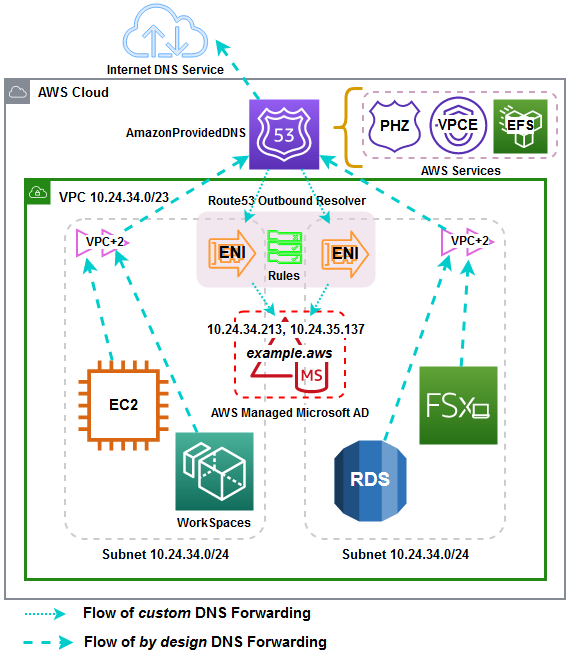 Internet DNS Service
AWS Cloud
AmazonProvidedDNS
53
PHZ
VPCE
EFS
AWS Services
VPC 10.24.34.0/23
Route53 Outbound Resolver
VPC+2
ENI
ENI
VPC+2
Rules
10.24.34.213, 10.24.35.137
example.aws
MS
AWS Managed Microsoft AD
EC2
FSx
RDS
WorkSpaces
Subnet 10.24.34.0/24
Subnet 10.24.34.0/24
Flow of custom DNS Forwarding
Flow of by design DNS Forwarding